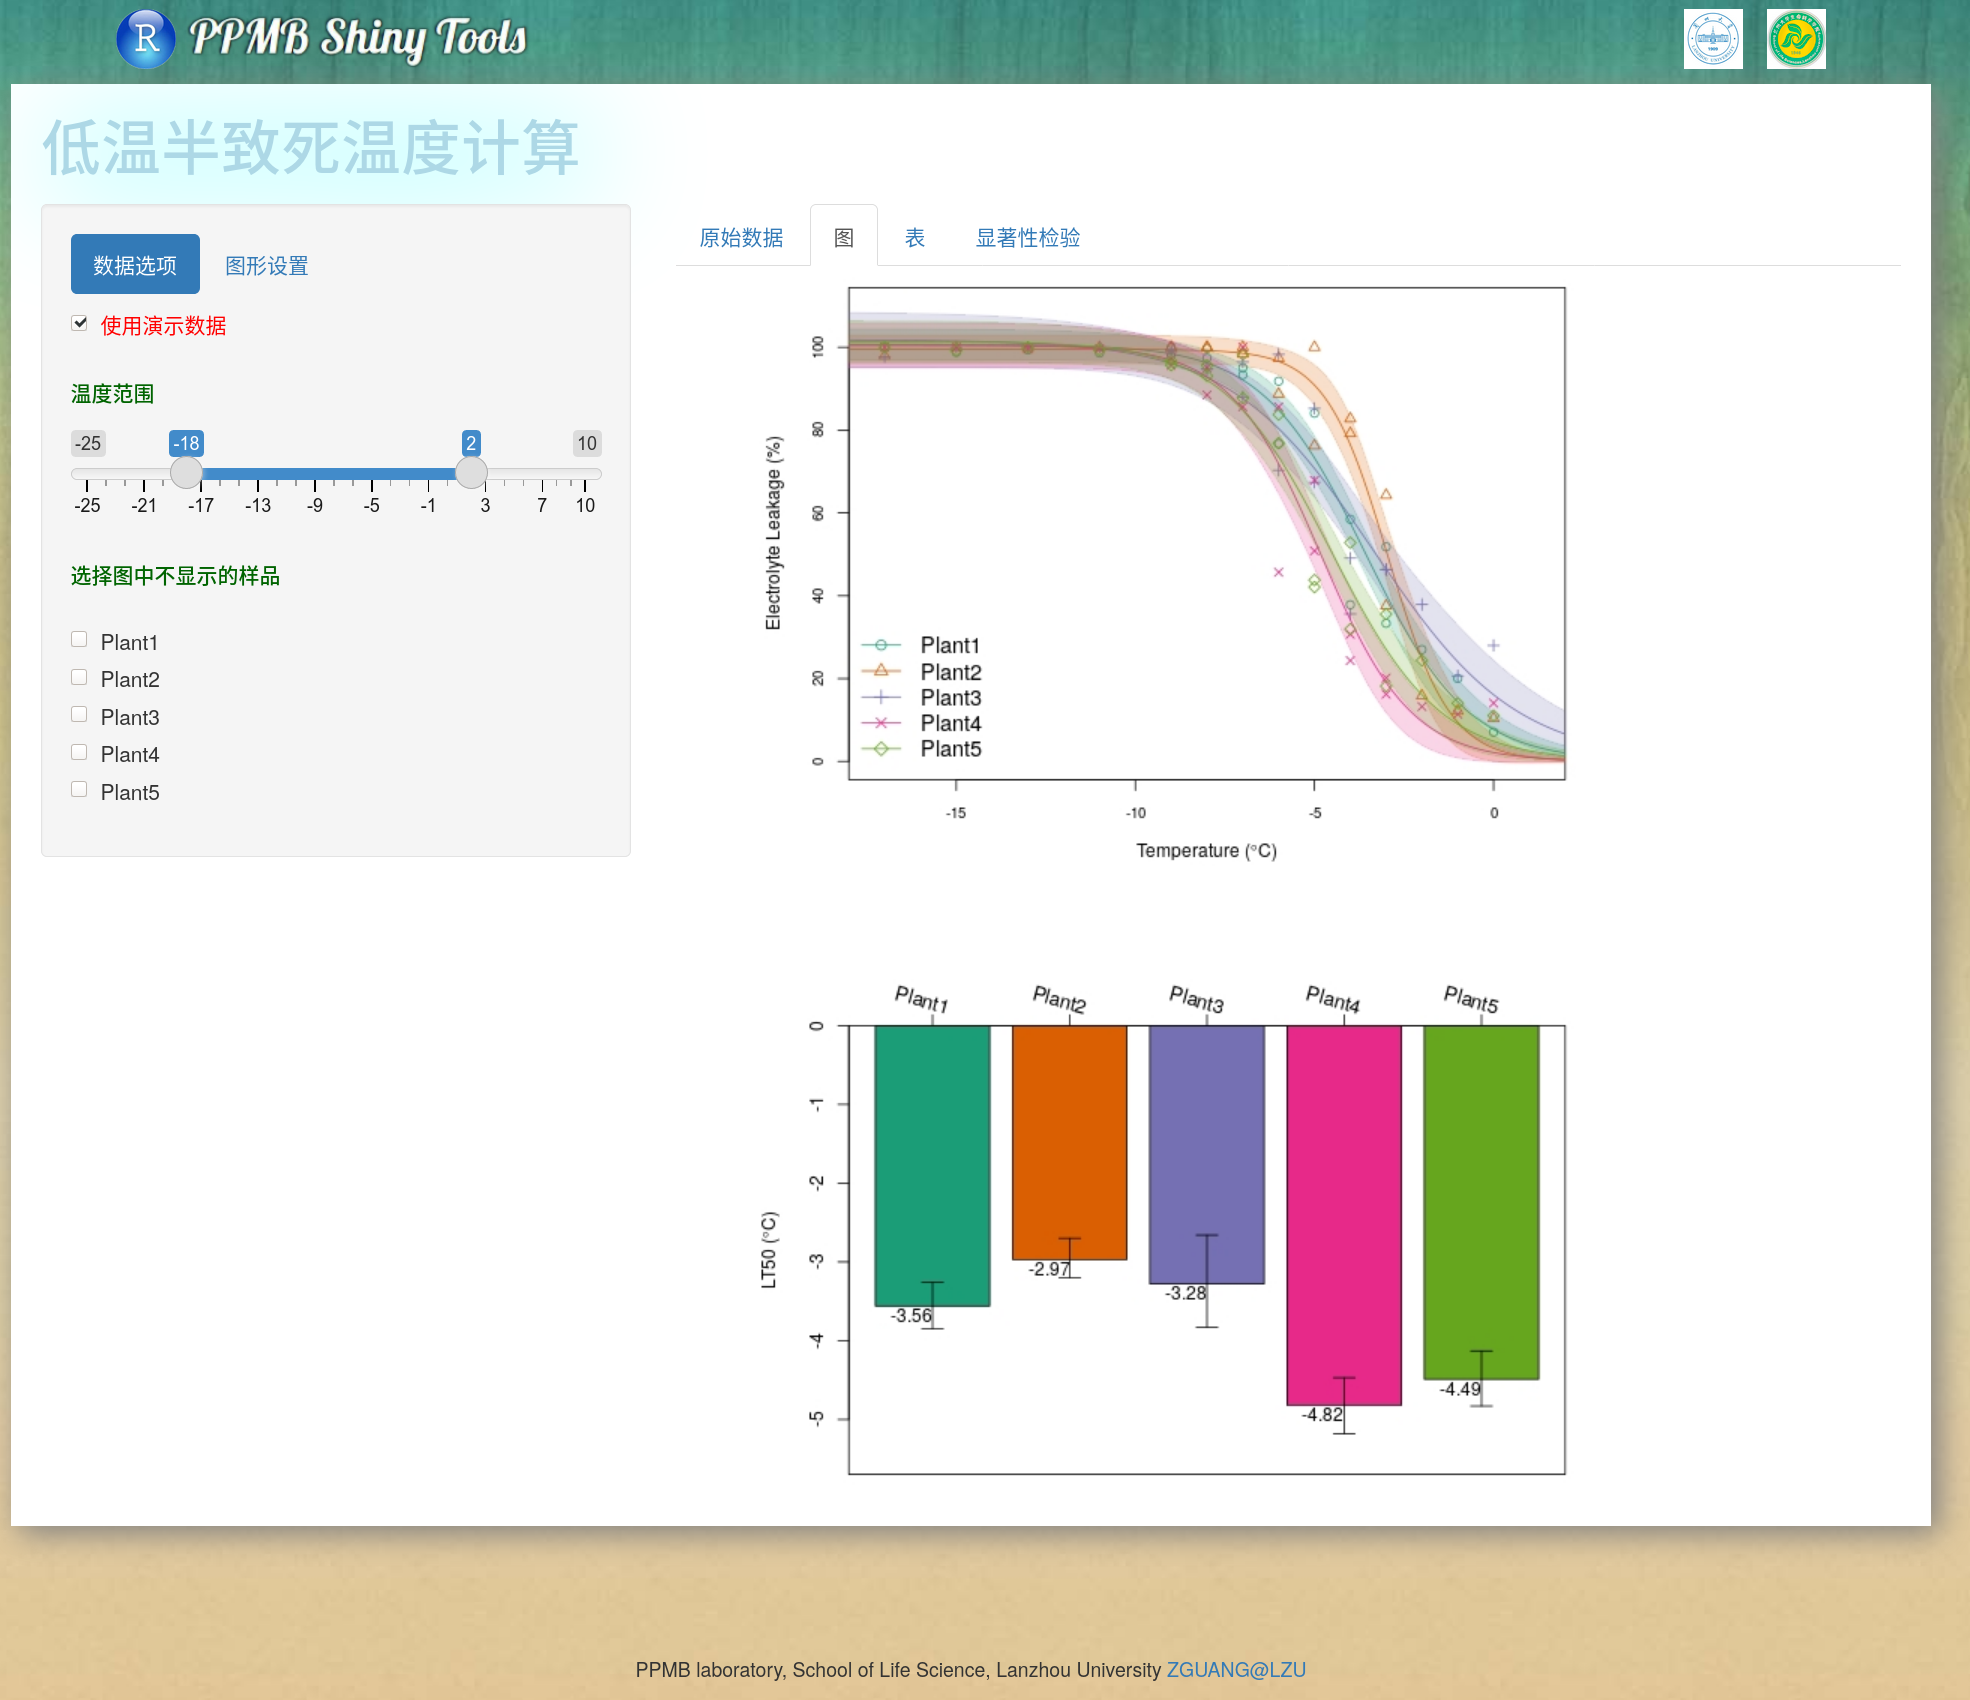 R PPMB Shiny Tools
低温半致死温度计算
数据选项 图形设置
使用演示数据
温度范围
-25 -18 2 10
-25 -21 -17 -13 -9 -5 -1 3 7 10
选择图中不显示的样品
Plant1
Plant2
Plant3
Plant4
Plant5
原始数据 图 表 显著性检验
Electrolyte Leakage (%)
100
80
60
40
20
0
Plant1
Plant2
Plant3
Plant4
Plant5
-15 -10 -5 0
Temperature (°C)
Plant1 Plant2 Plant3 Plant4 Plant5
LT50 (°C)
0
-1
-2
-3
-4
-5
-3.56
-2.97
-3.28
-4.82
-4.49
PPMB laboratory, School of Life Science, Lanzhou University ZGUANG@LZU